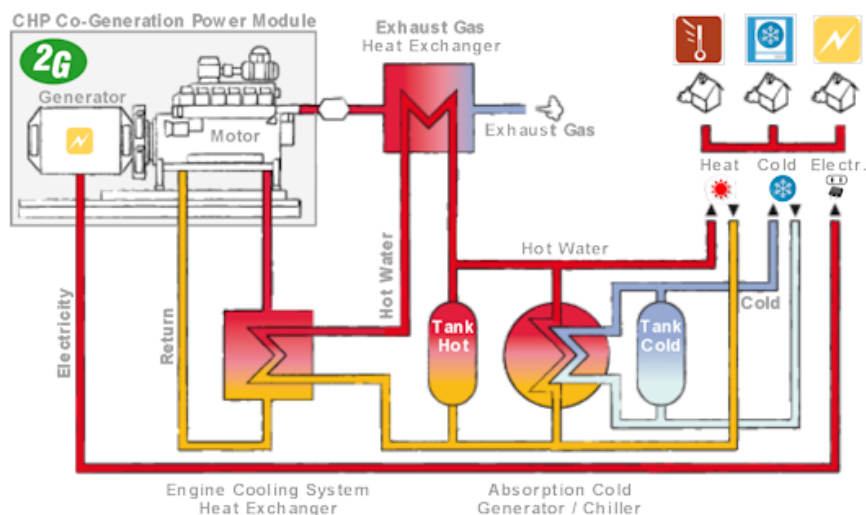 CHP Co-Generation Power Module
2G
Generator
Motor
Exhaust Gas
Heat Exchanger
Exhaust Gas
Heat
Cold
Electr.
Hot Water
Hot Water
Electricity
Return
Tank
Hot
Tank
Cold
Cold
Engine Cooling System
Heat Exchanger
Absorption Cold
Generator / Chiller